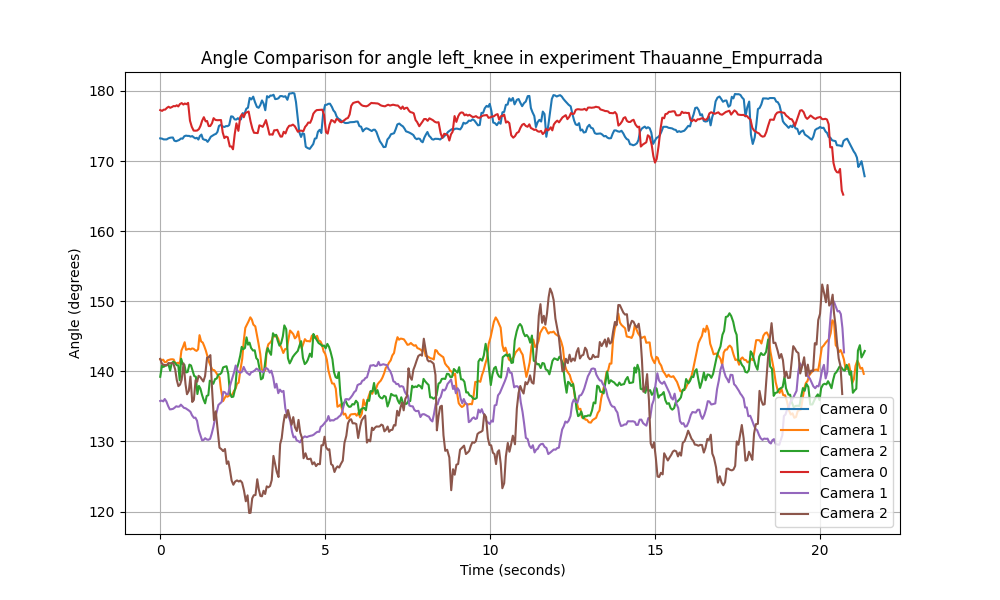 Angle Comparison for angle left_knee in experiment Thauanne_Empurrada
Angle (degrees)
180
170
160
150
140
130
120
0 5 10 15 20
Time (seconds)
Camera 0
Camera 1
Camera 2
Camera 0
Camera 1
Camera 2